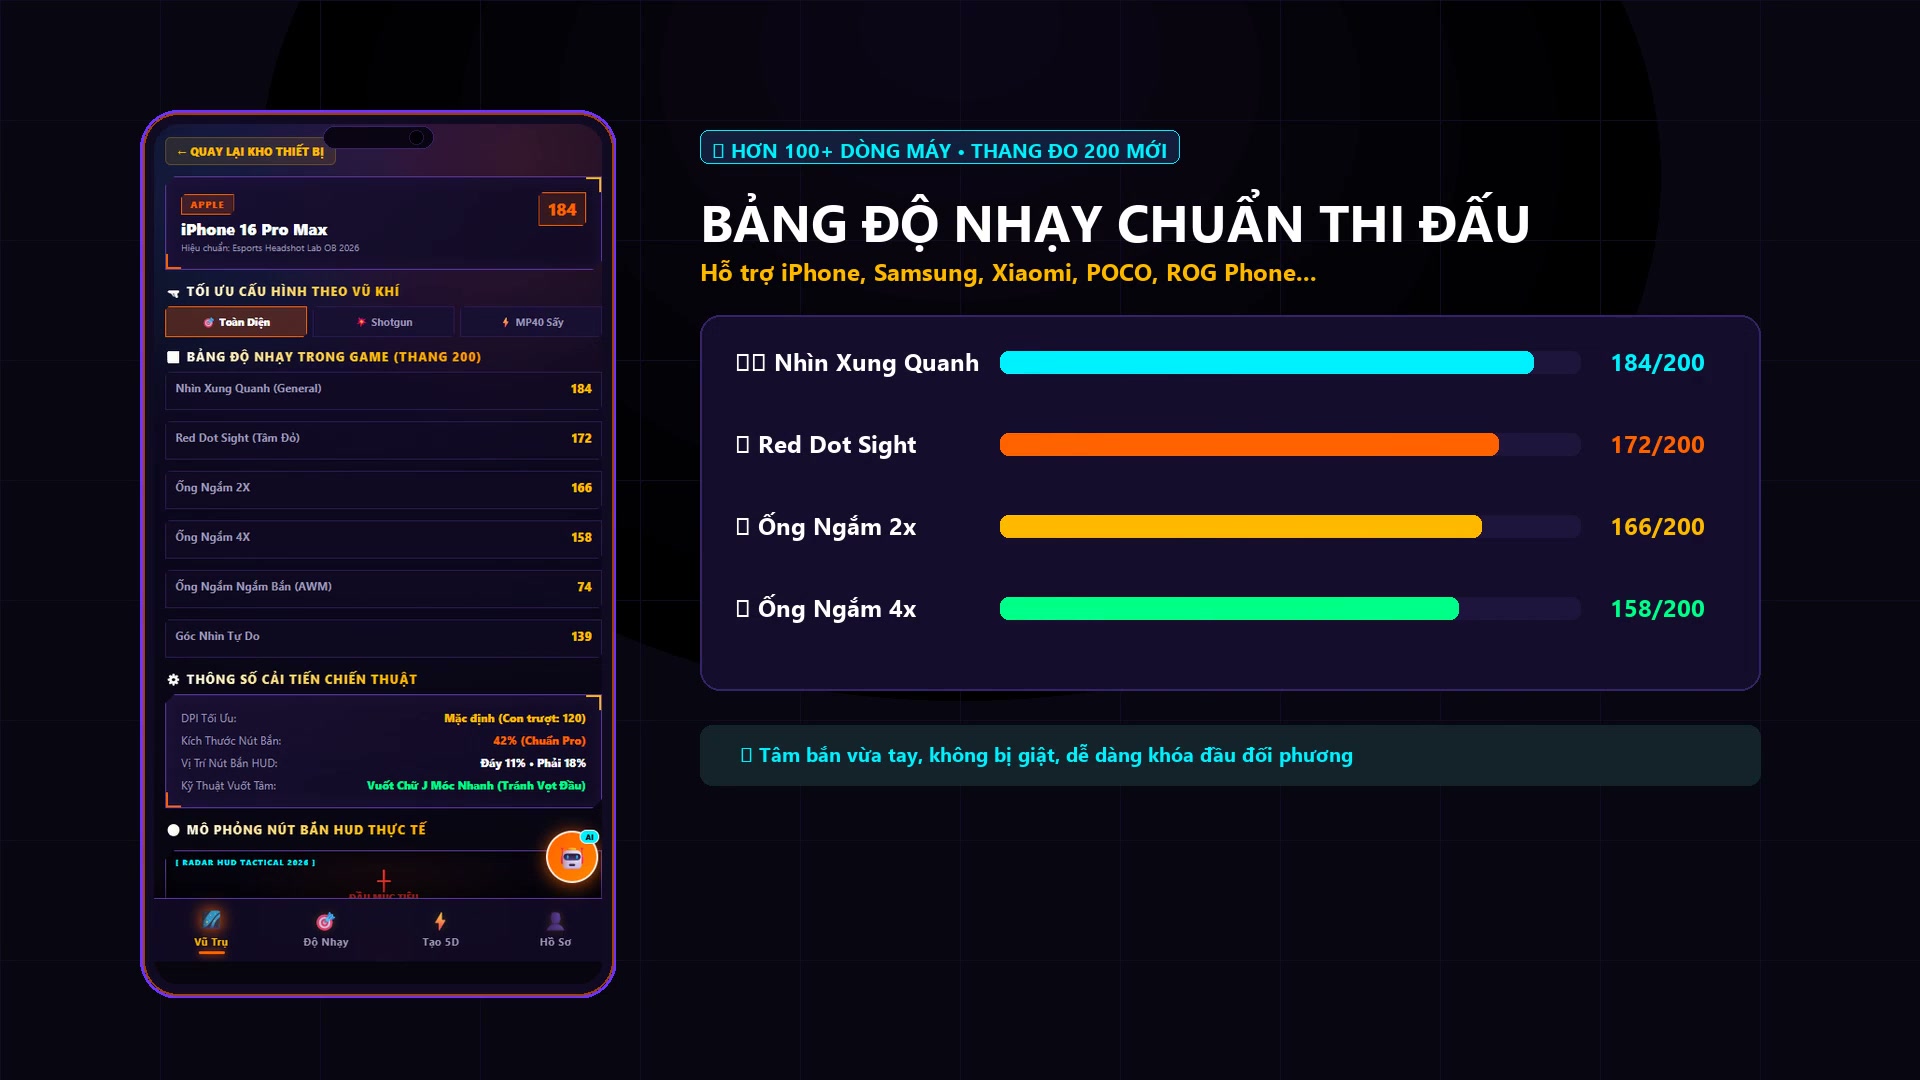 ← QUAY LẠI KHO THIẾT BỊ
APPLE
184
iPhone 16 Pro Max
Hiệu chuẩn: Esports Headshot Lab OB 2026
TỐI ƯU CẤU HÌNH THEO VŨ KHÍ
Toàn Diện
Shotgun
MP40 Sấy
BẢNG ĐỘ NHẠY TRONG GAME (THANG 200)
Nhìn Xung Quanh (General) 184
Red Dot Sight (Tâm Đỏ) 172
Ống Ngắm 2X 166
Ống Ngắm 4X 158
Ống Ngắm Ngắm Bắn (AWM) 74
Góc Nhìn Tự Do 139
THÔNG SỐ CẢI TIẾN CHIẾN THUẬT
DPI Tối Ưu: Mặc định (Con trượt: 120)
Kích Thước Nút Bắn: 42% (Chuẩn Pro)
Vị Trí Nút Bắn HUD: Đáy 11% • Phải 18%
Kỹ Thuật Vuốt Tâm: Vuốt Chữ J Móc Nhanh (Tránh Vọt Đầu)
MÔ PHỎNG NÚT BẮN HUD THỰC TẾ
AI
[ RADAR HUD TACTICAL 2026 ]
Vũ Trụ
Độ Nhạy
Tạo 5D
Hồ Sơ
HƠN 100+ DÒNG MÁY • THANG ĐO 200 MỚI
BẢNG ĐỘ NHẠY CHUẨN THI ĐẤU
Hỗ trợ iPhone, Samsung, Xiaomi, POCO, ROG Phone...
Nhìn Xung Quanh 184/200
Red Dot Sight 172/200
Ống Ngắm 2x 166/200
Ống Ngắm 4x 158/200
Tâm bắn vừa tay, không bị giật, dễ dàng khóa đầu đối phương